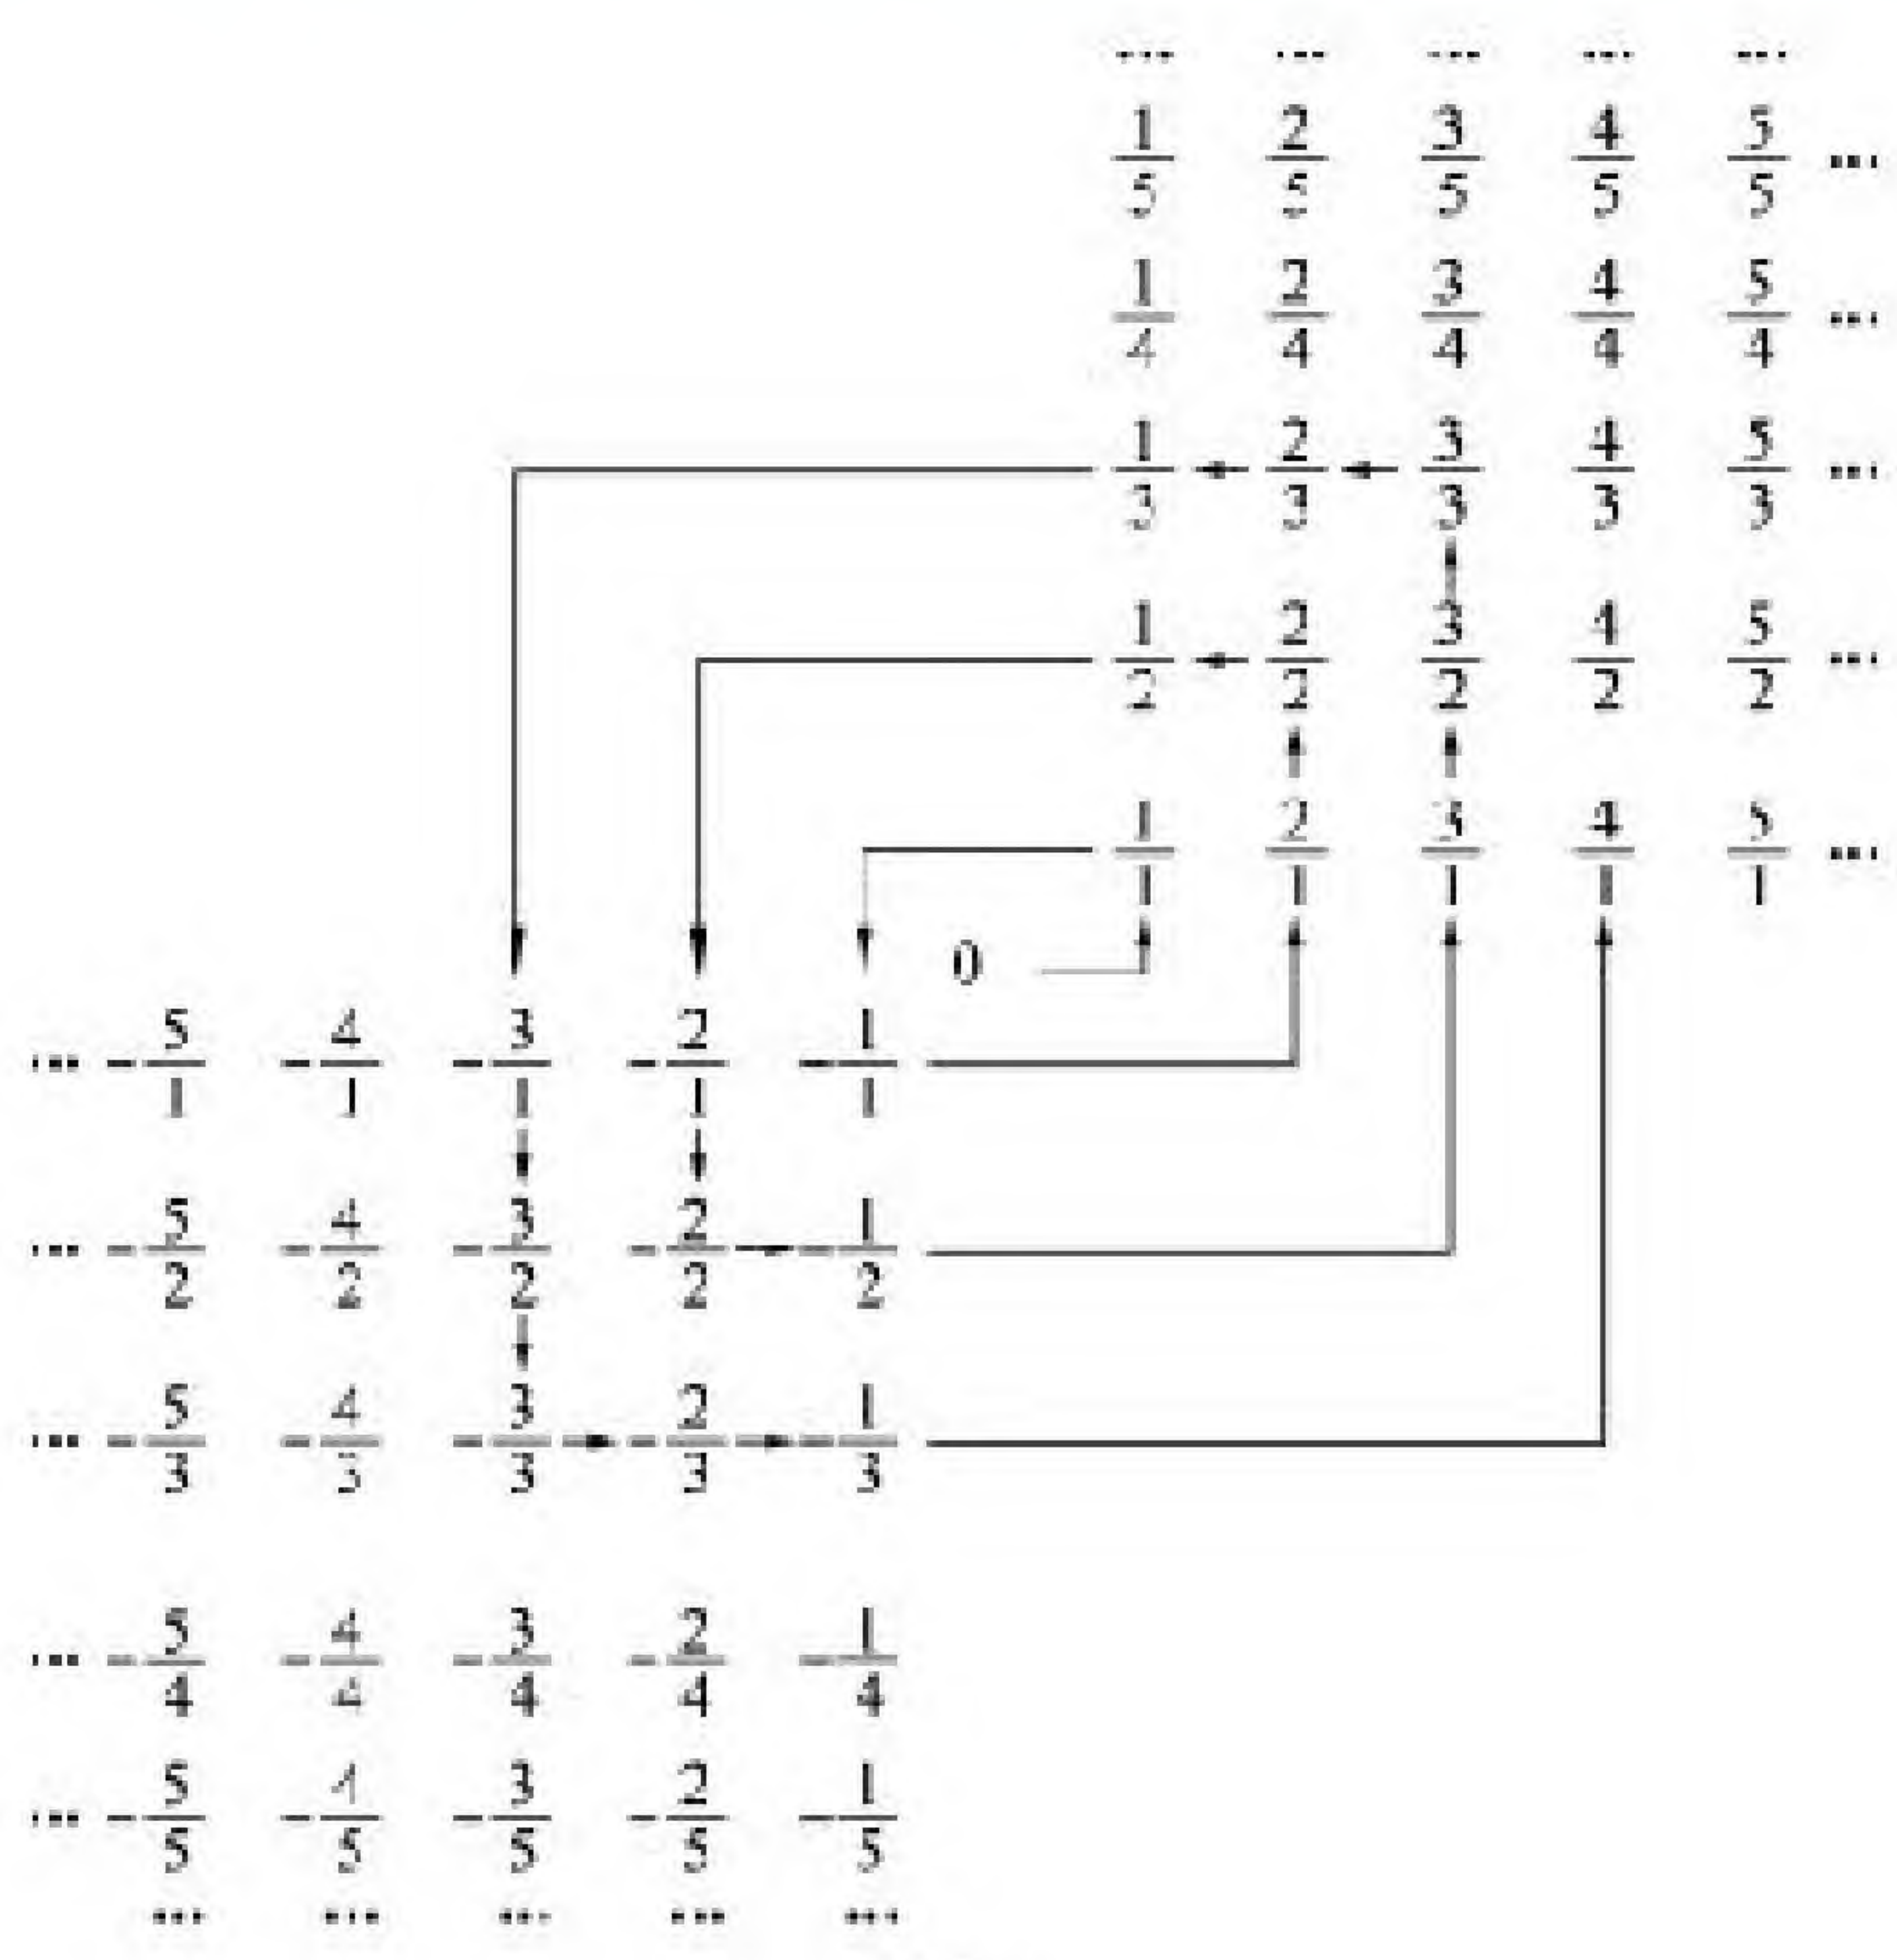 ... ... ... ... ...
1/5 2/5 3/5 4/5 5/5 ...
1/4 2/4 3/4 4/4 5/4 ...
1/3 2/3 3/3 4/3 5/3 ...
1/2 2/2 3/2 4/2 5/2 ...
1/1 2/1 3/1 4/1 5/1 ...
0
... -5/1 -4/1 -3/1 -2/1 -1/1
... -5/2 -4/2 -3/2 -2/2 -1/2
... -5/3 -4/3 -3/3 -2/3 -1/3
... -5/4 -4/4 -3/4 -2/4 -1/4
... -5/5 -4/5 -3/5 -2/5 -1/5
... ... ... ... ...